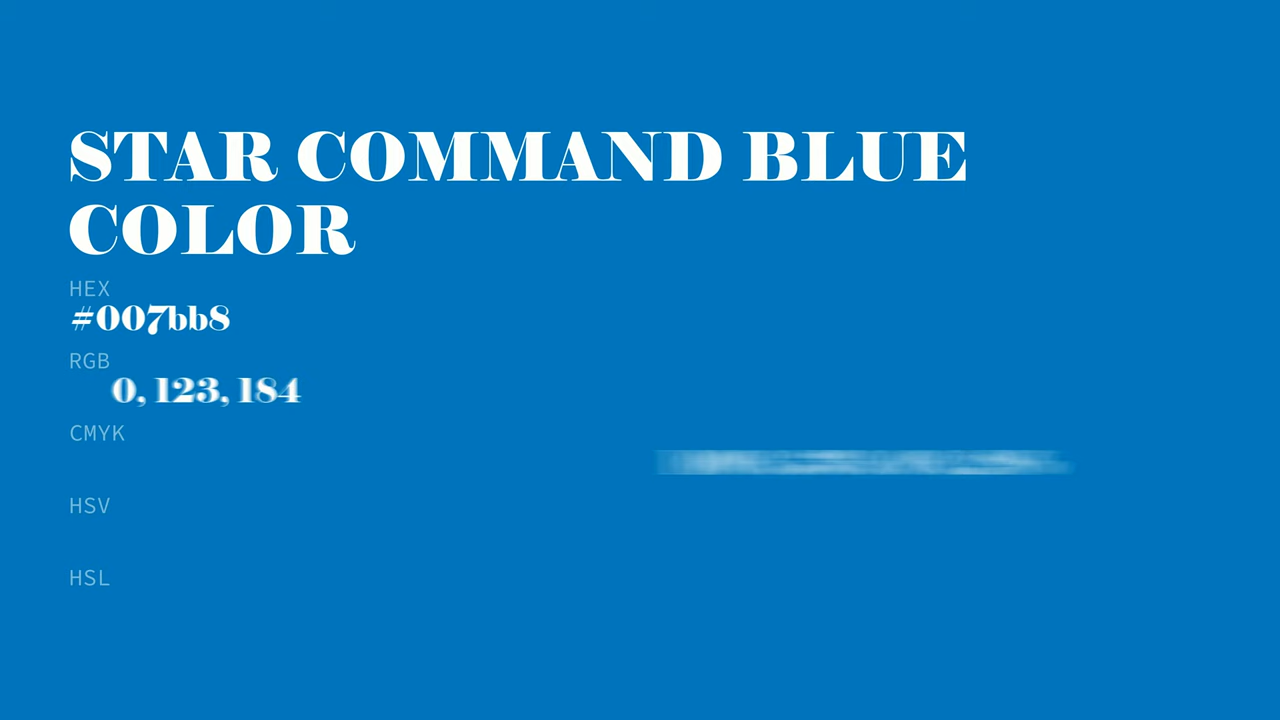 STAR COMMAND BLUE
COLOR
HEX
#007bb8
RGB
0, 123, 184
CMYK
HSV
HSL